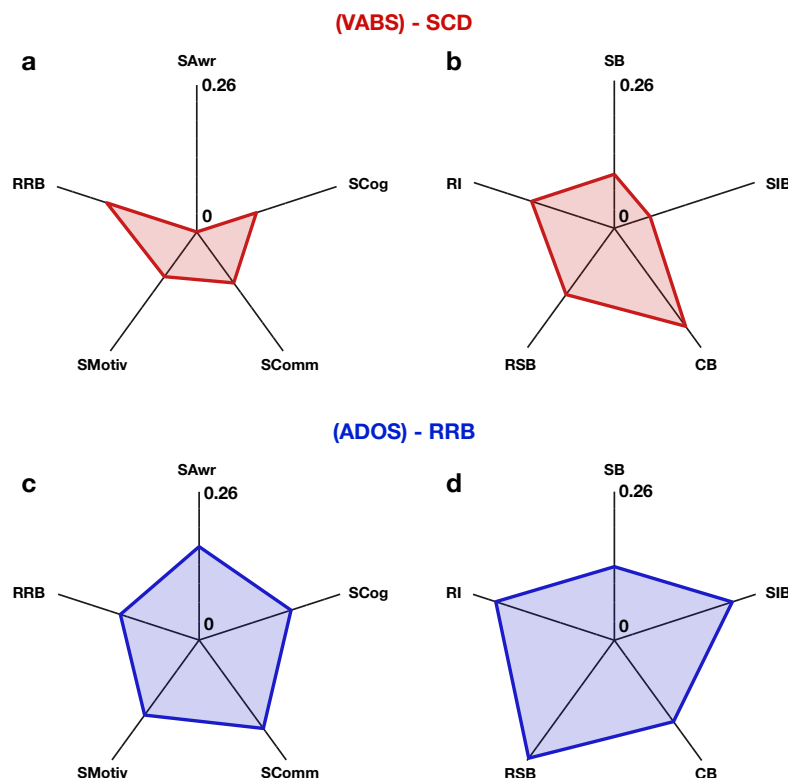 (VABS) - SCD
a
SAwr
0.26
RRB
SCog
0
SMotiv
SComm
b
SB
0.26
RI
SIB
0
RSB
CB
(ADOS) - RRB
c
SAwr
0.26
RRB
SCog
0
SMotiv
SComm
d
SB
0.26
RI
SIB
0
RSB
CB